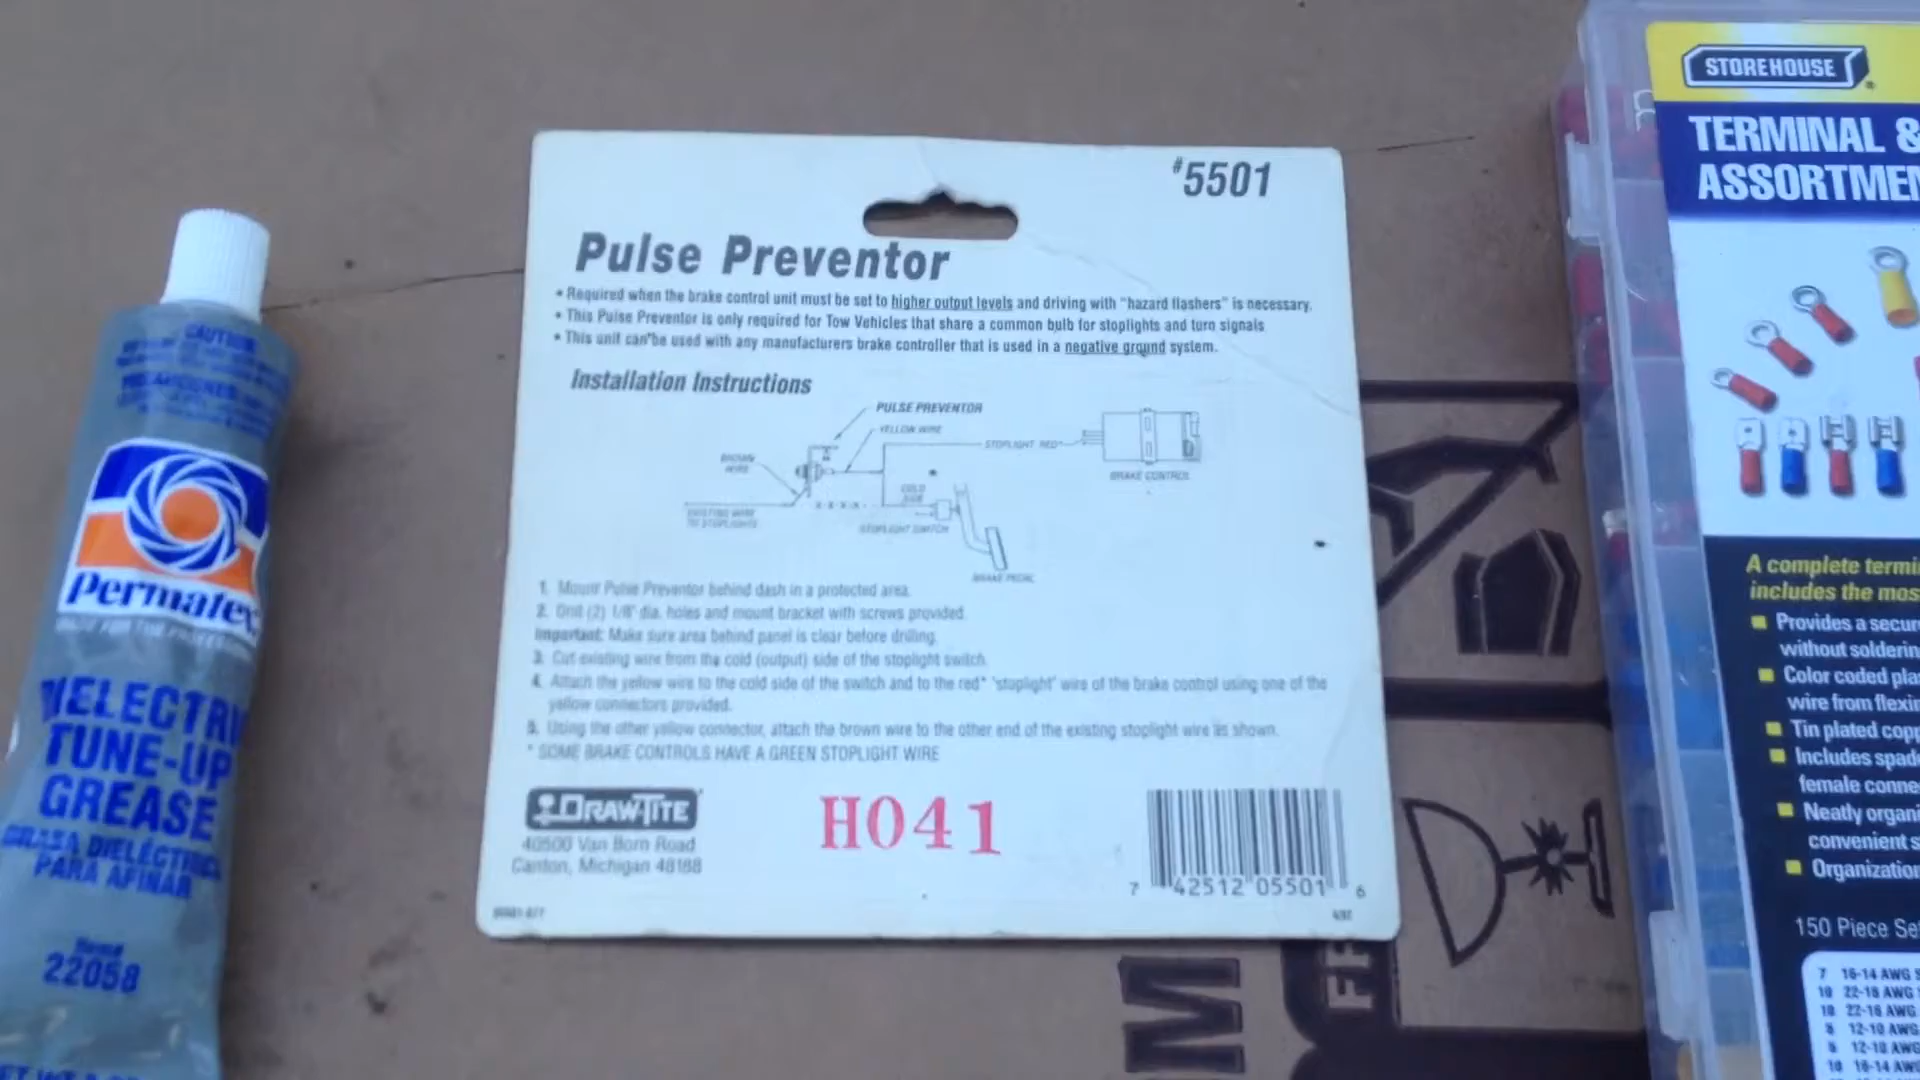 #5501
Pulse Preventor
• Required when the brake control unit must be set to higher output levels and driving with "hazard flashers" is necessary.
• This Pulse Preventor is only required for Tow Vehicles that share a common bulb for stoplights and turn signals
• This unit can be used with any manufacturers brake controller that is used in a negative ground system.
Installation Instructions
PULSE PREVENTOR
YELLOW WIRE
STOPLIGHT RED*
BROWN WIRE
BRAKE CONTROL
COLD SIDE
EXISTING WIRE
TO STOPLIGHTS
STOPLIGHT SWITCH
BRAKE PEDAL
1. Mount Pulse Preventor behind dash in a protected area.
2. Drill (2) 1/8" dia. holes and mount bracket with screws provided.
Important: Make sure area behind panel is clear before drilling.
3. Cut existing wire from the cold (output) side of the stoplight switch.
4. Attach the yellow wire to the cold side of the switch and to the red* "stoplight" wire of the brake control using one of the
yellow connectors provided.
5. Using the other yellow connector, attach the brown wire to the other end of the existing stoplight wire as shown.
* SOME BRAKE CONTROLS HAVE A GREEN STOPLIGHT WIRE
DRAW-TITE
40500 Van Born Road
Canton, Michigan 48188
H041
7 42512 05501 6
CAUTION
Permatex
DIELECTRI
TUNE-UP
GREASE
GRASA DIELÉCTRICA
PARA AFINAR
Item#
22058
STOREHOUSE
TERMINAL &
ASSORTMEN
A complete termi
includes the mos
Provides a secur
without solderin
Color coded pla
wire from flexin
Tin plated copp
Includes spad
female conne
Neatly organi
convenient s
Organization
150 Piece Se
7 16-14 AWG S
10 22-18 AWG
10 22-16 AWG
12-10 AWG
12-10 AWG
10 16-14 AWG
M
FR